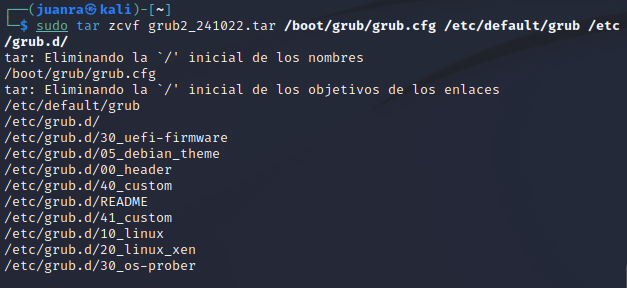 ┌──(juanra㉿kali)-[~]
└─$ sudo tar zcvf grub2_241022.tar /boot/grub/grub.cfg /etc/default/grub /etc
/grub.d/
tar: Eliminando la `/' inicial de los nombres
/boot/grub/grub.cfg
tar: Eliminando la `/' inicial de los objetivos de los enlaces
/etc/default/grub
/etc/grub.d/
/etc/grub.d/30_uefi-firmware
/etc/grub.d/05_debian_theme
/etc/grub.d/00_header
/etc/grub.d/40_custom
/etc/grub.d/README
/etc/grub.d/41_custom
/etc/grub.d/10_linux
/etc/grub.d/20_linux_xen
/etc/grub.d/30_os-prober